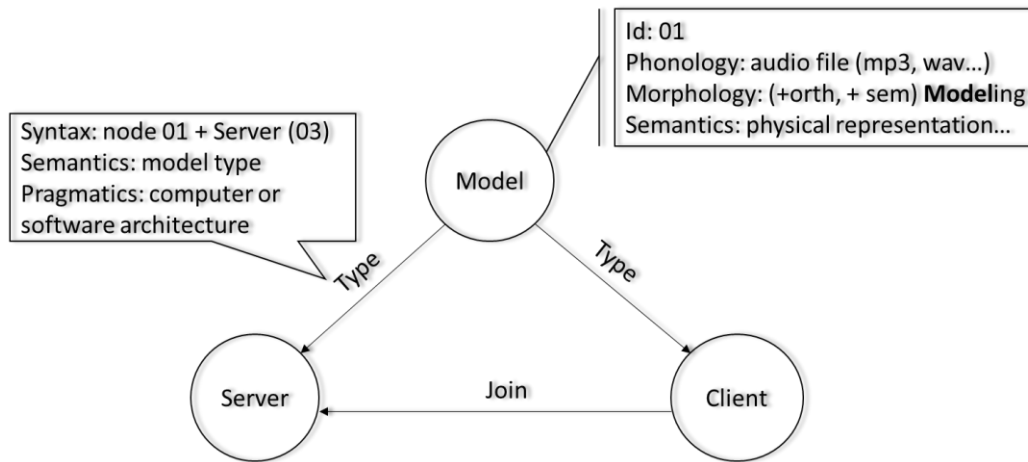 Id: 01
Phonology: audio file (mp3, wav...)
Morphology: (+orth, + sem) Modeling
Semantics: physical representation...
Syntax: node 01 + Server (03)
Semantics: model type
Pragmatics: computer or
software architecture
Model
Type
Type
Server
Join
Client